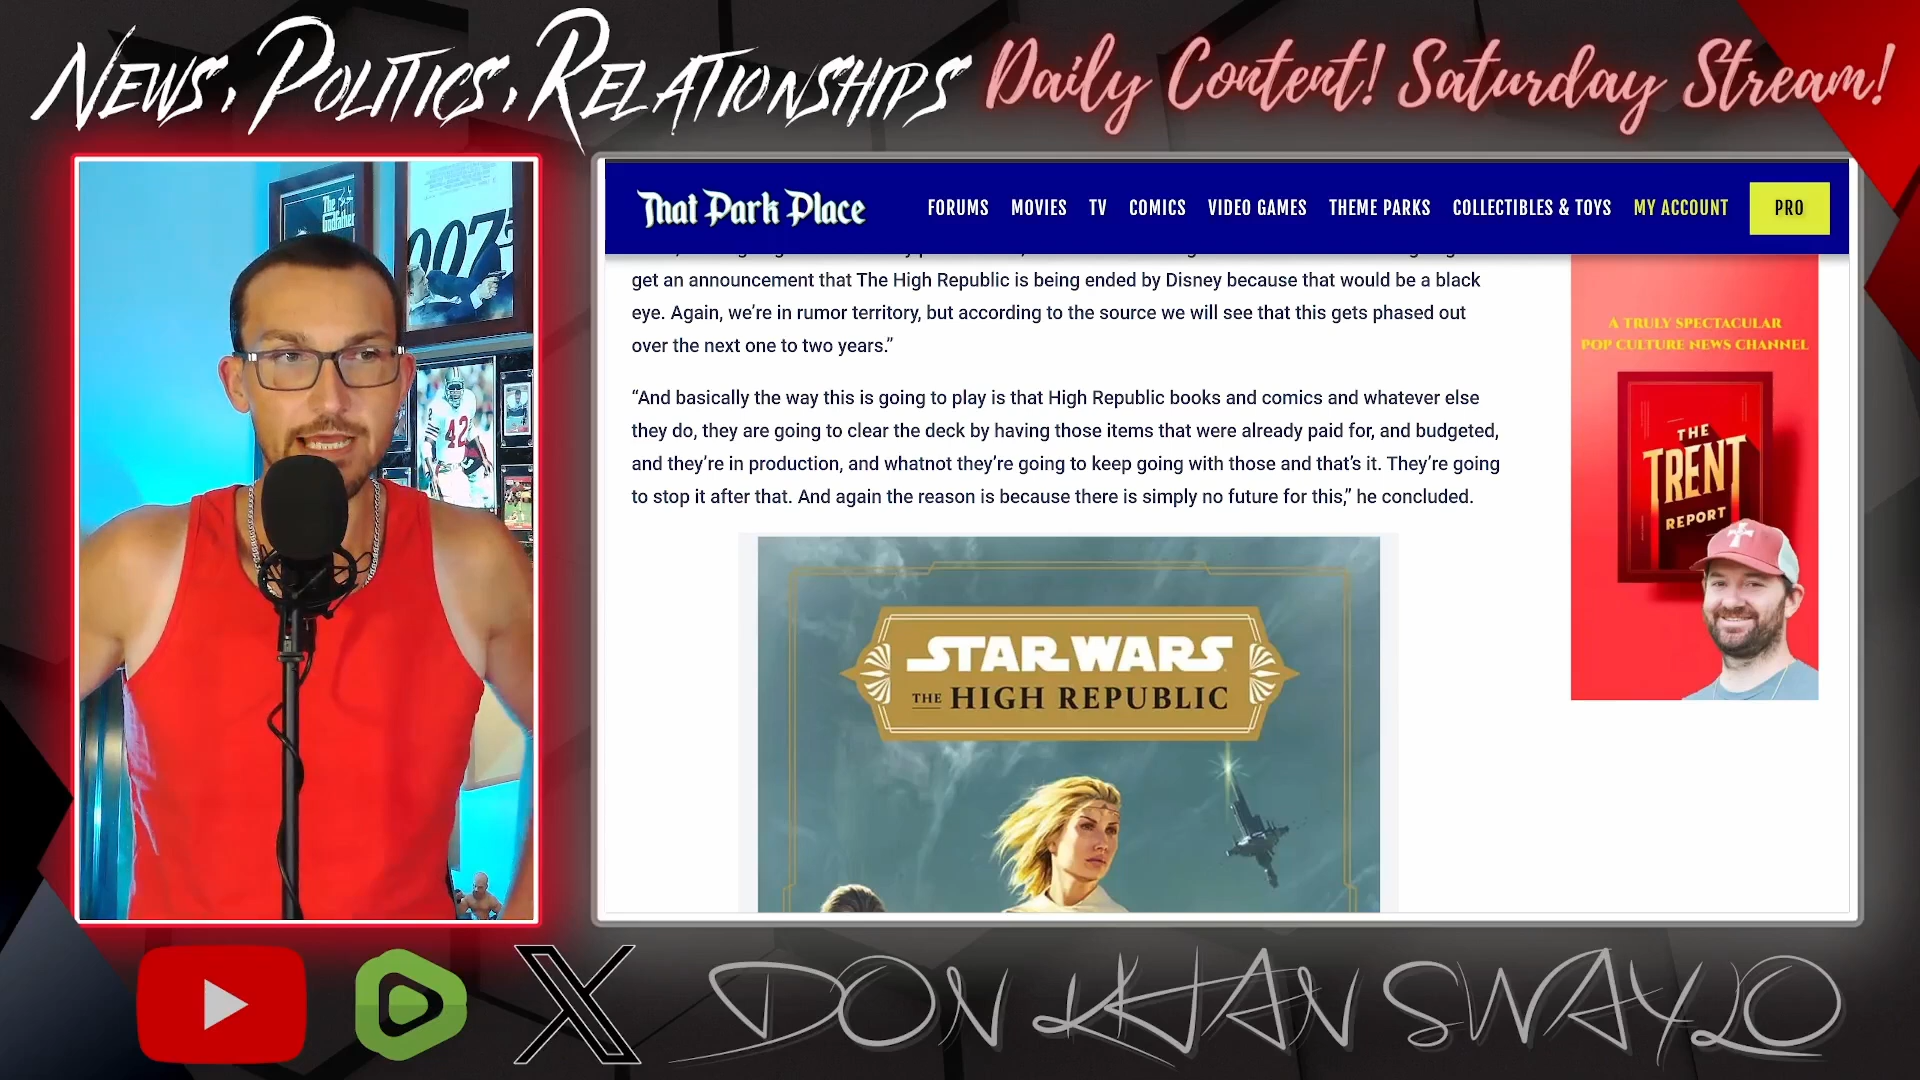 NEWS, POLITICS, RELATIONSHIPS
Daily Content! Saturday Stream!
The Godfather
007
42
That Park Place
FORUMS MOVIES TV COMICS VIDEO GAMES THEME PARKS COLLECTIBLES & TOYS MY ACCOUNT PRO
get an announcement that The High Republic is being ended by Disney because that would be a black
eye. Again, we’re in rumor territory, but according to the source we will see that this gets phased out
over the next one to two years.”
“And basically the way this is going to play is that High Republic books and comics and whatever else
they do, they are going to clear the deck by having those items that were already paid for, and budgeted,
and they’re in production, and whatnot they’re going to keep going with those and that’s it. They’re going
to stop it after that. And again the reason is because there is simply no future for this,” he concluded.
STAR WARS
THE HIGH REPUBLIC
A TRULY SPECTACULAR
POP CULTURE NEWS CHANNEL
THE
TRENT
REPORT
DON KHAN SWAYLO